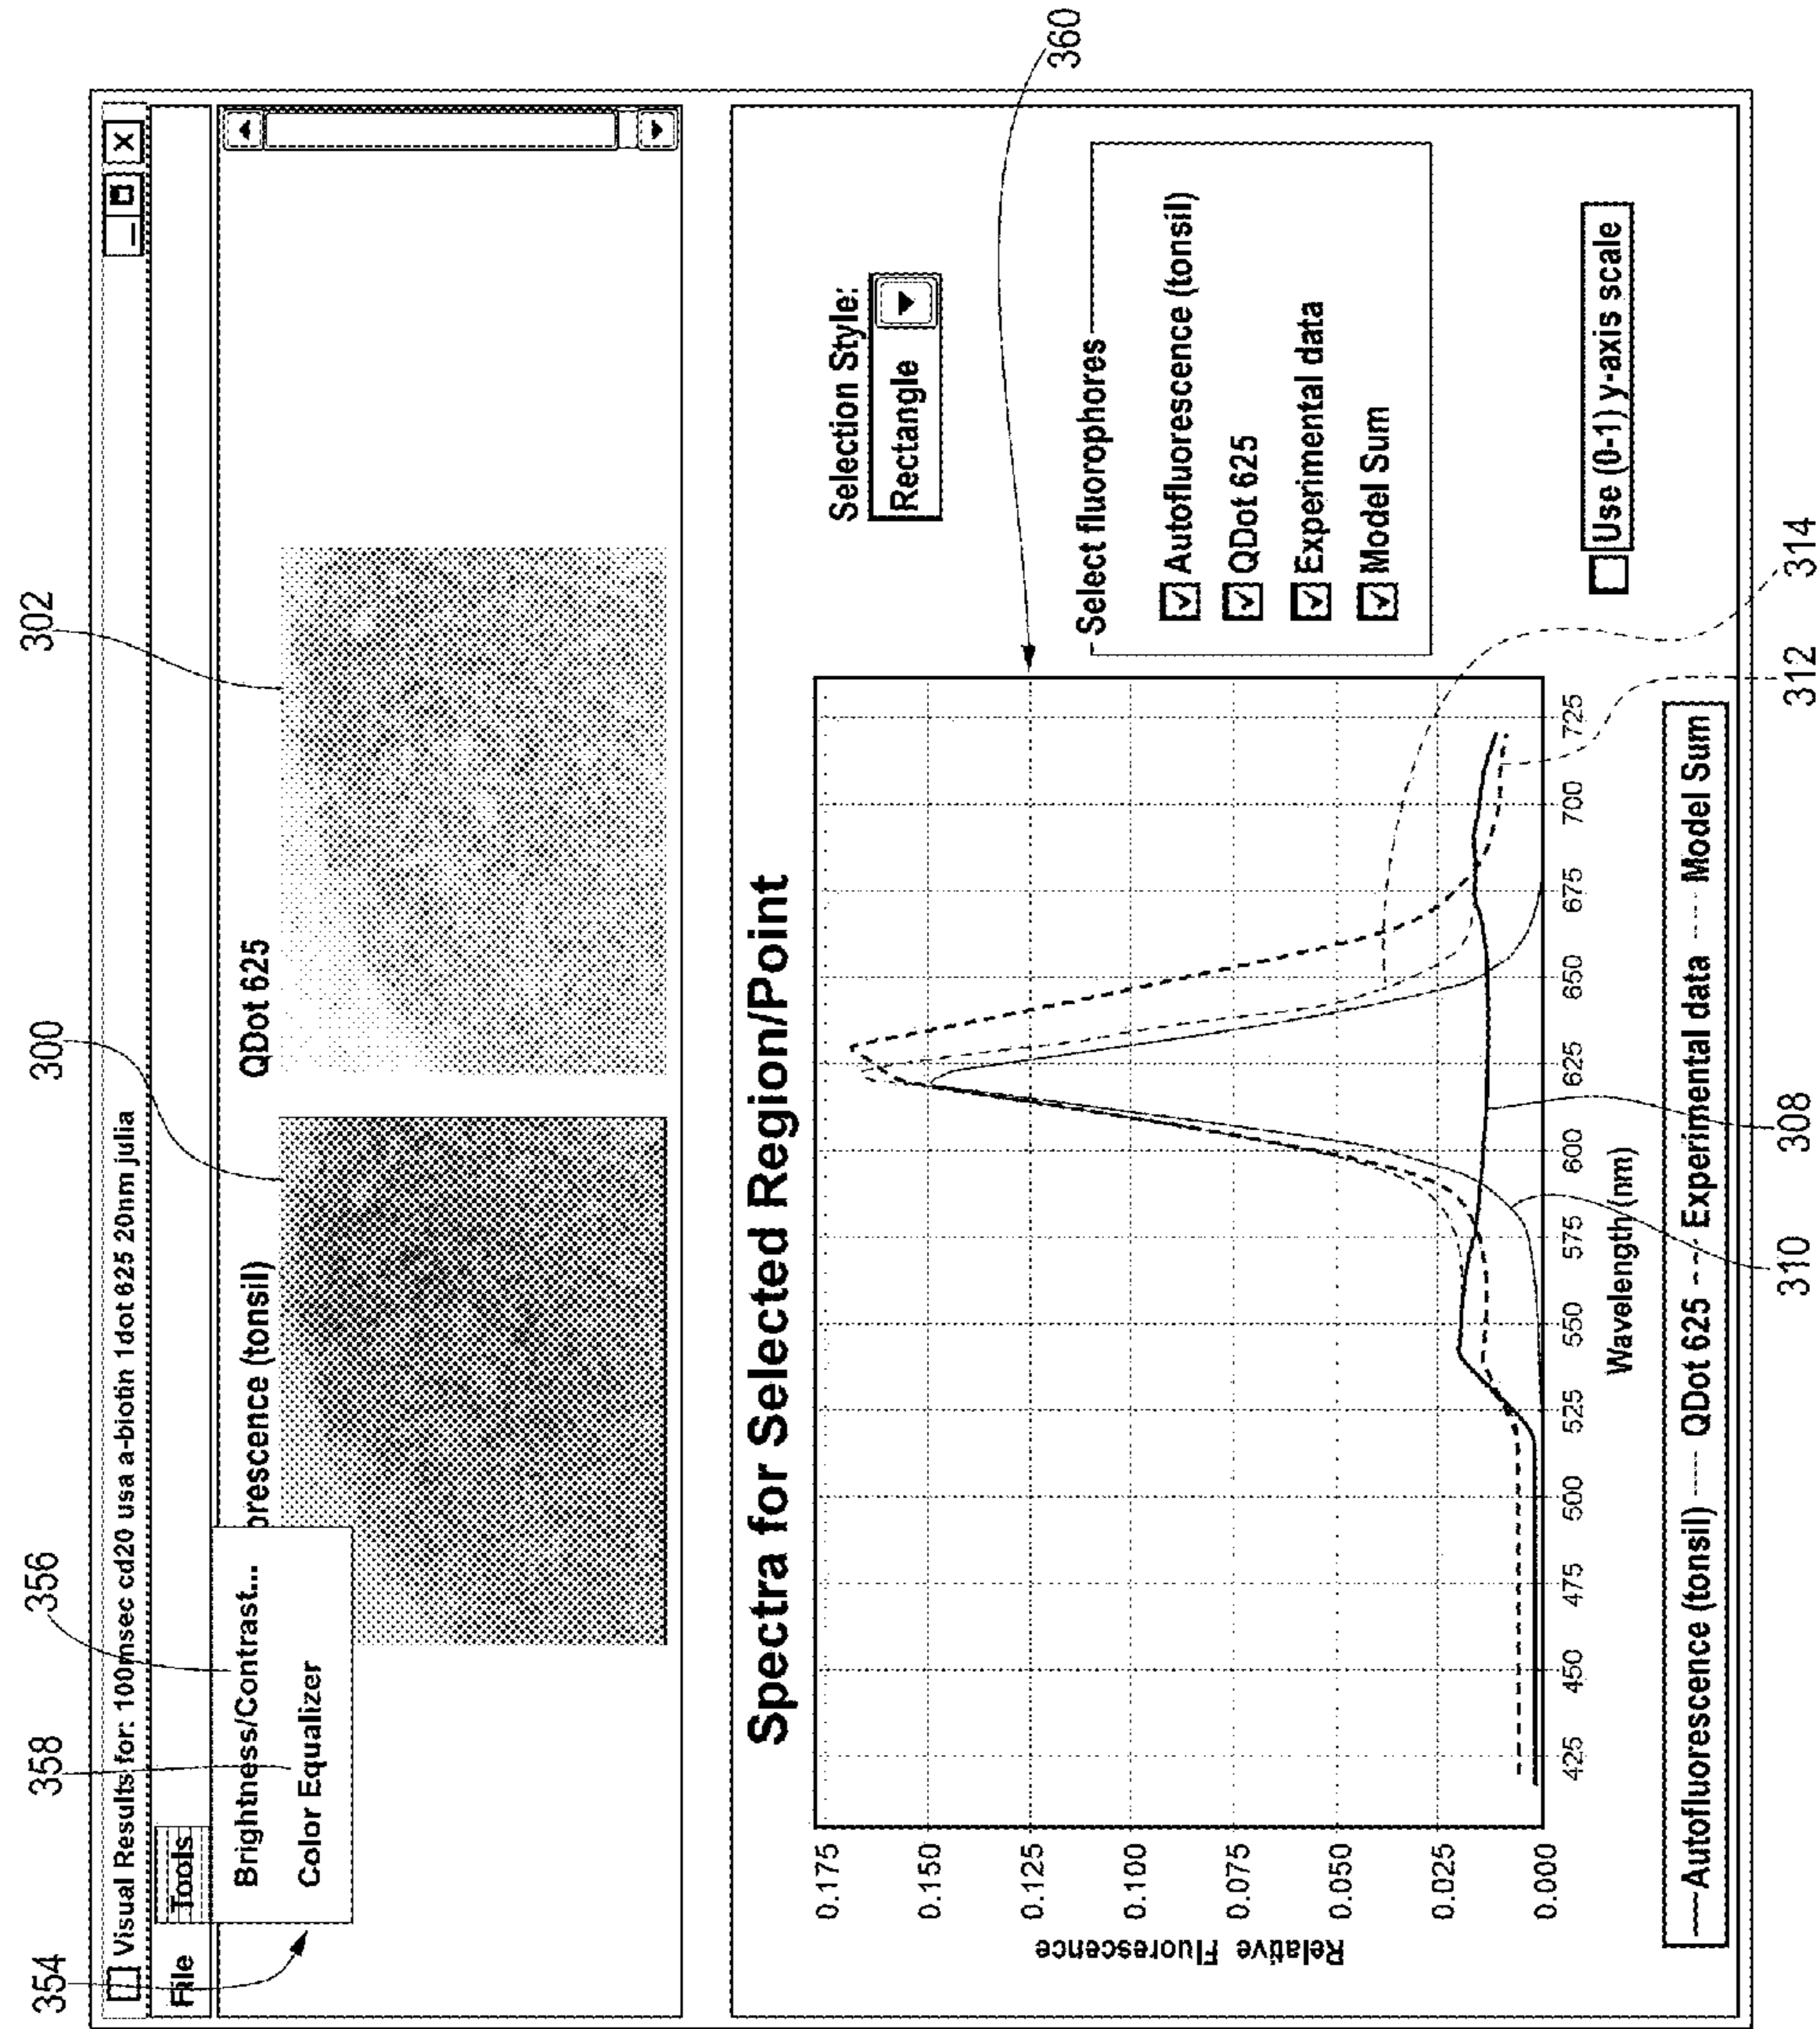 354
358
356
300
302
Visual Results for: 100msec cd20 usa a-biotin 1dot 625 20nm julia
File
Tools
Brightness/Contrast...
Color Equalizer
orescence (tonsil)
QDot 625
360
Spectra for Selected Region/Point
Selection Style:
Rectangle
Select fluorophores
Autofluorescence (tonsil)
QDot 625
Experimental data
Model Sum
Use (0-1) y-axis scale
Relative Fluorescence
0.175
0.150
0.125
0.100
0.075
0.050
0.025
0.000
425 450 475 500 525 550 575 600 625 650 675 700 725
Wavelength (nm)
Autofluorescence (tonsil) QDot 625 Experimental data Model Sum
310
308
312
314